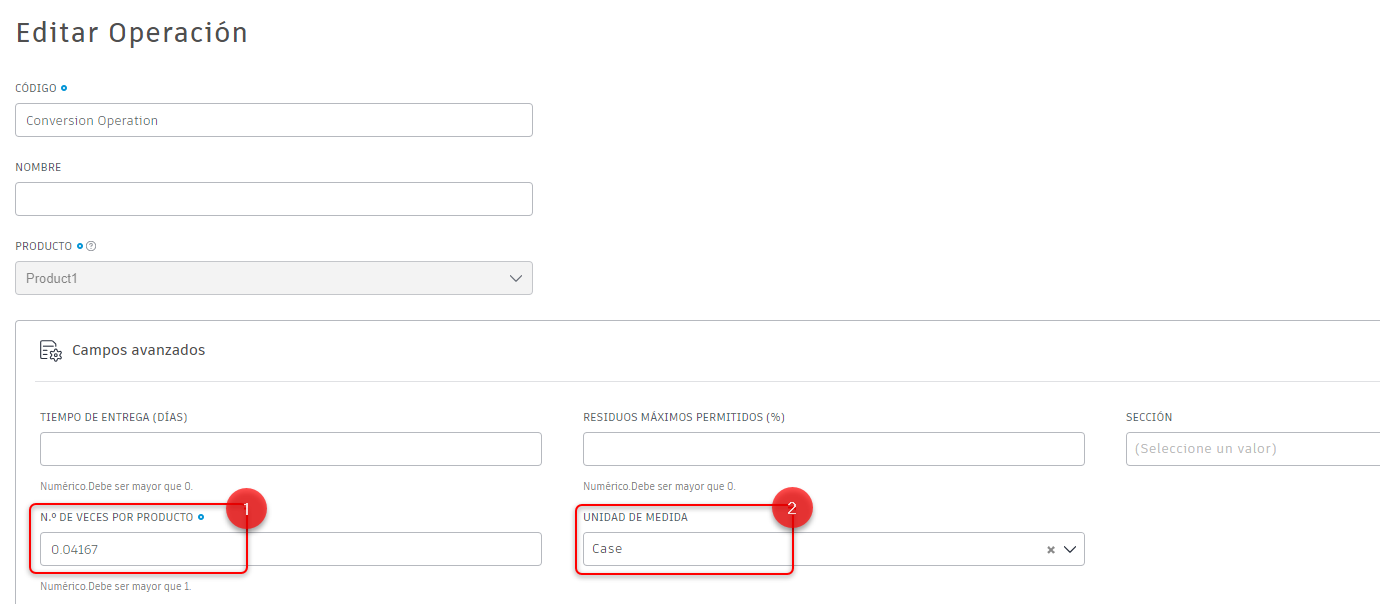 Editar Operación
CÓDIGO
Conversion Operation
NOMBRE
PRODUCTO
Product1
Campos avanzados
TIEMPO DE ENTREGA (DÍAS)
RESIDUOS MÁXIMOS PERMITIDOS (%)
SECCIÓN
(Seleccione un valor)
Numérico.Debe ser mayor que 0.
Numérico.Debe ser mayor que 0.
N.º DE VECES POR PRODUCTO
1
UNIDAD DE MEDIDA
2
0.04167
Case
Numérico.Debe ser mayor que 1.